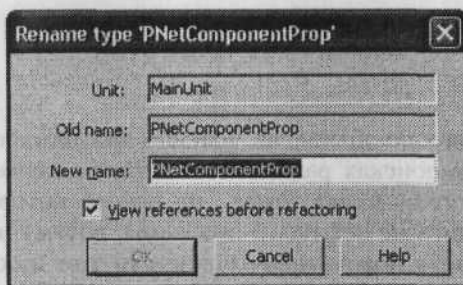 Rename type 'PNetComponentProp'
Unit: MainUnit
Old name: PNetComponentProp
New name: PNetComponentProp
View references before refactoring
OK Cancel Help